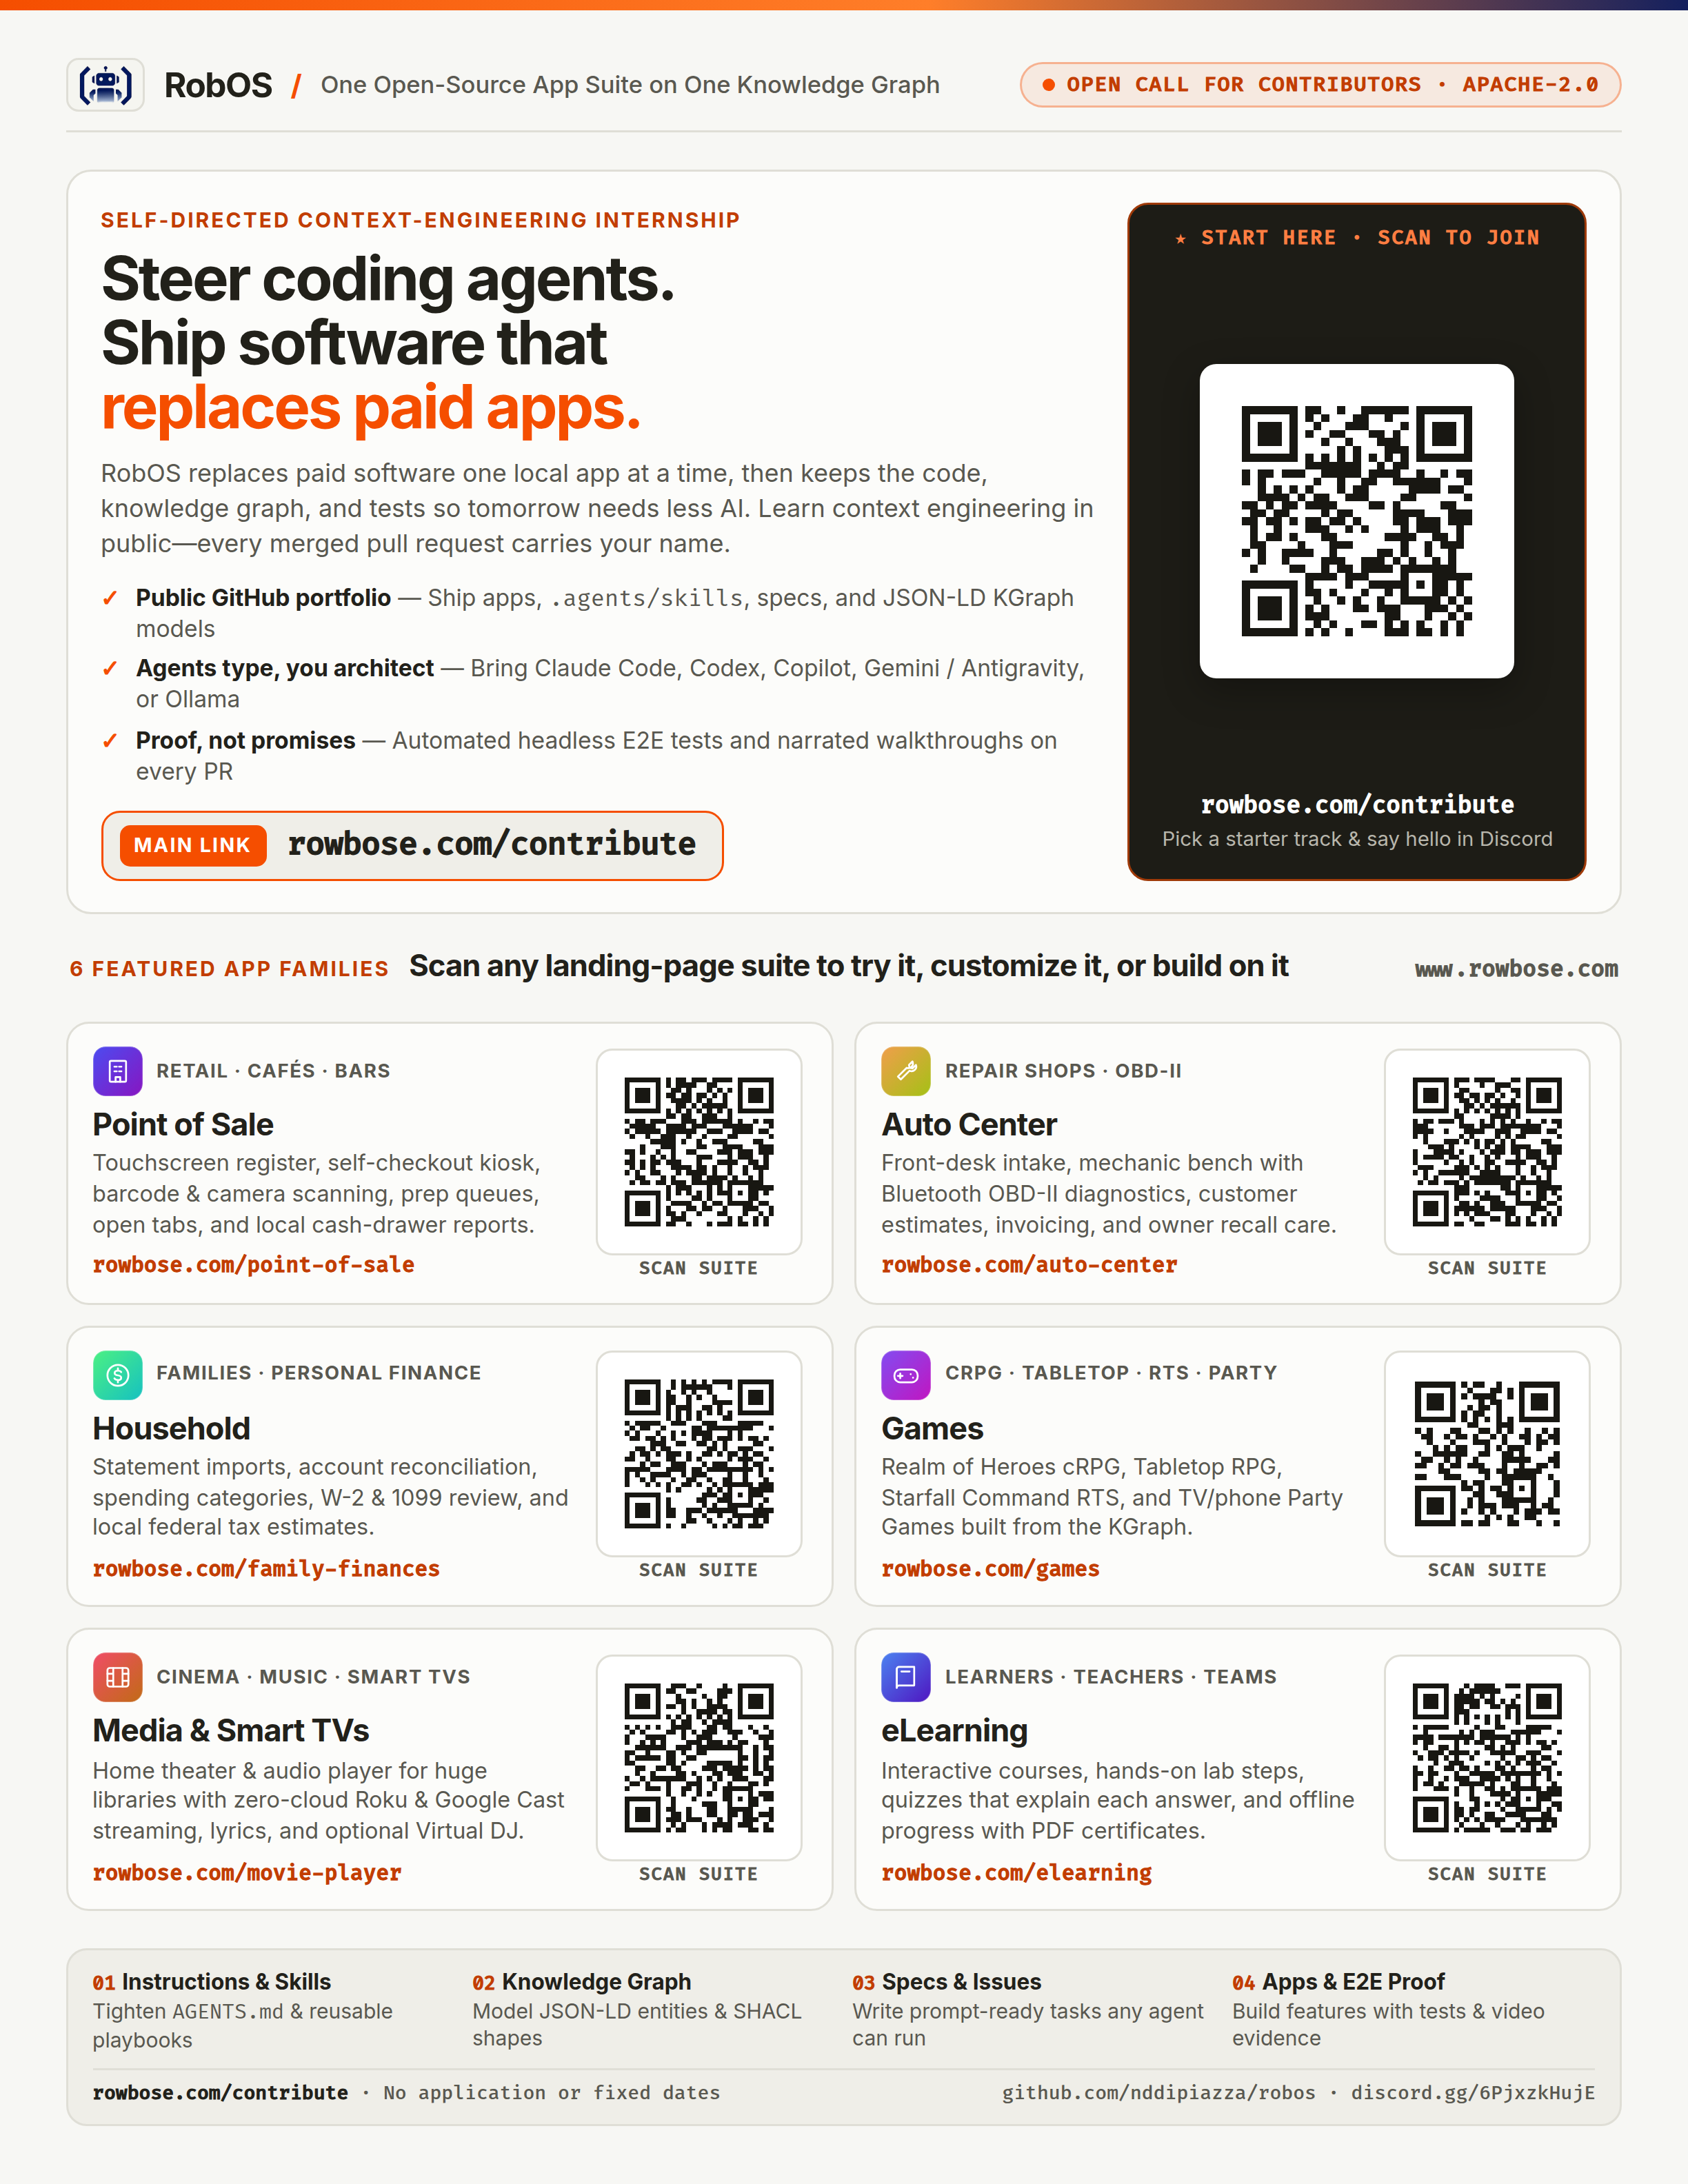 RobOS / One Open-Source App Suite on One Knowledge Graph
OPEN CALL FOR CONTRIBUTORS · APACHE-2.0
SELF-DIRECTED CONTEXT-ENGINEERING INTERNSHIP
Steer coding agents.
Ship software that
replaces paid apps.
RobOS replaces paid software one local app at a time, then keeps the code,
knowledge graph, and tests so tomorrow needs less AI. Learn context engineering in
public—every merged pull request carries your name.
✓ Public GitHub portfolio — Ship apps, .agents/skills, specs, and JSON-LD KGraph
models
✓ Agents type, you architect — Bring Claude Code, Codex, Copilot, Gemini / Antigravity,
or Ollama
✓ Proof, not promises — Automated headless E2E tests and narrated walkthroughs on
every PR
MAIN LINK rowbose.com/contribute
★ START HERE · SCAN TO JOIN
rowbose.com/contribute
Pick a starter track & say hello in Discord
6 FEATURED APP FAMILIES Scan any landing-page suite to try it, customize it, or build on it
www.rowbose.com
RETAIL · CAFÉS · BARS
Point of Sale
Touchscreen register, self-checkout kiosk,
barcode & camera scanning, prep queues,
open tabs, and local cash-drawer reports.
rowbose.com/point-of-sale
SCAN SUITE
REPAIR SHOPS · OBD-II
Auto Center
Front-desk intake, mechanic bench with
Bluetooth OBD-II diagnostics, customer
estimates, invoicing, and owner recall care.
rowbose.com/auto-center
SCAN SUITE
FAMILIES · PERSONAL FINANCE
Household
Statement imports, account reconciliation,
spending categories, W-2 & 1099 review, and
local federal tax estimates.
rowbose.com/family-finances
SCAN SUITE
CRPG · TABLETOP · RTS · PARTY
Games
Realm of Heroes cRPG, Tabletop RPG,
Starfall Command RTS, and TV/phone Party
Games built from the KGraph.
rowbose.com/games
SCAN SUITE
CINEMA · MUSIC · SMART TVS
Media & Smart TVs
Home theater & audio player for huge
libraries with zero-cloud Roku & Google Cast
streaming, lyrics, and optional Virtual DJ.
rowbose.com/movie-player
SCAN SUITE
LEARNERS · TEACHERS · TEAMS
eLearning
Interactive courses, hands-on lab steps,
quizzes that explain each answer, and offline
progress with PDF certificates.
rowbose.com/elearning
SCAN SUITE
01 Instructions & Skills
Tighten AGENTS.md & reusable
playbooks
02 Knowledge Graph
Model JSON-LD entities & SHACL
shapes
03 Specs & Issues
Write prompt-ready tasks any agent
can run
04 Apps & E2E Proof
Build features with tests & video
evidence
rowbose.com/contribute · No application or fixed dates
github.com/nddipiazza/robos · discord.gg/6PjxzkHujE